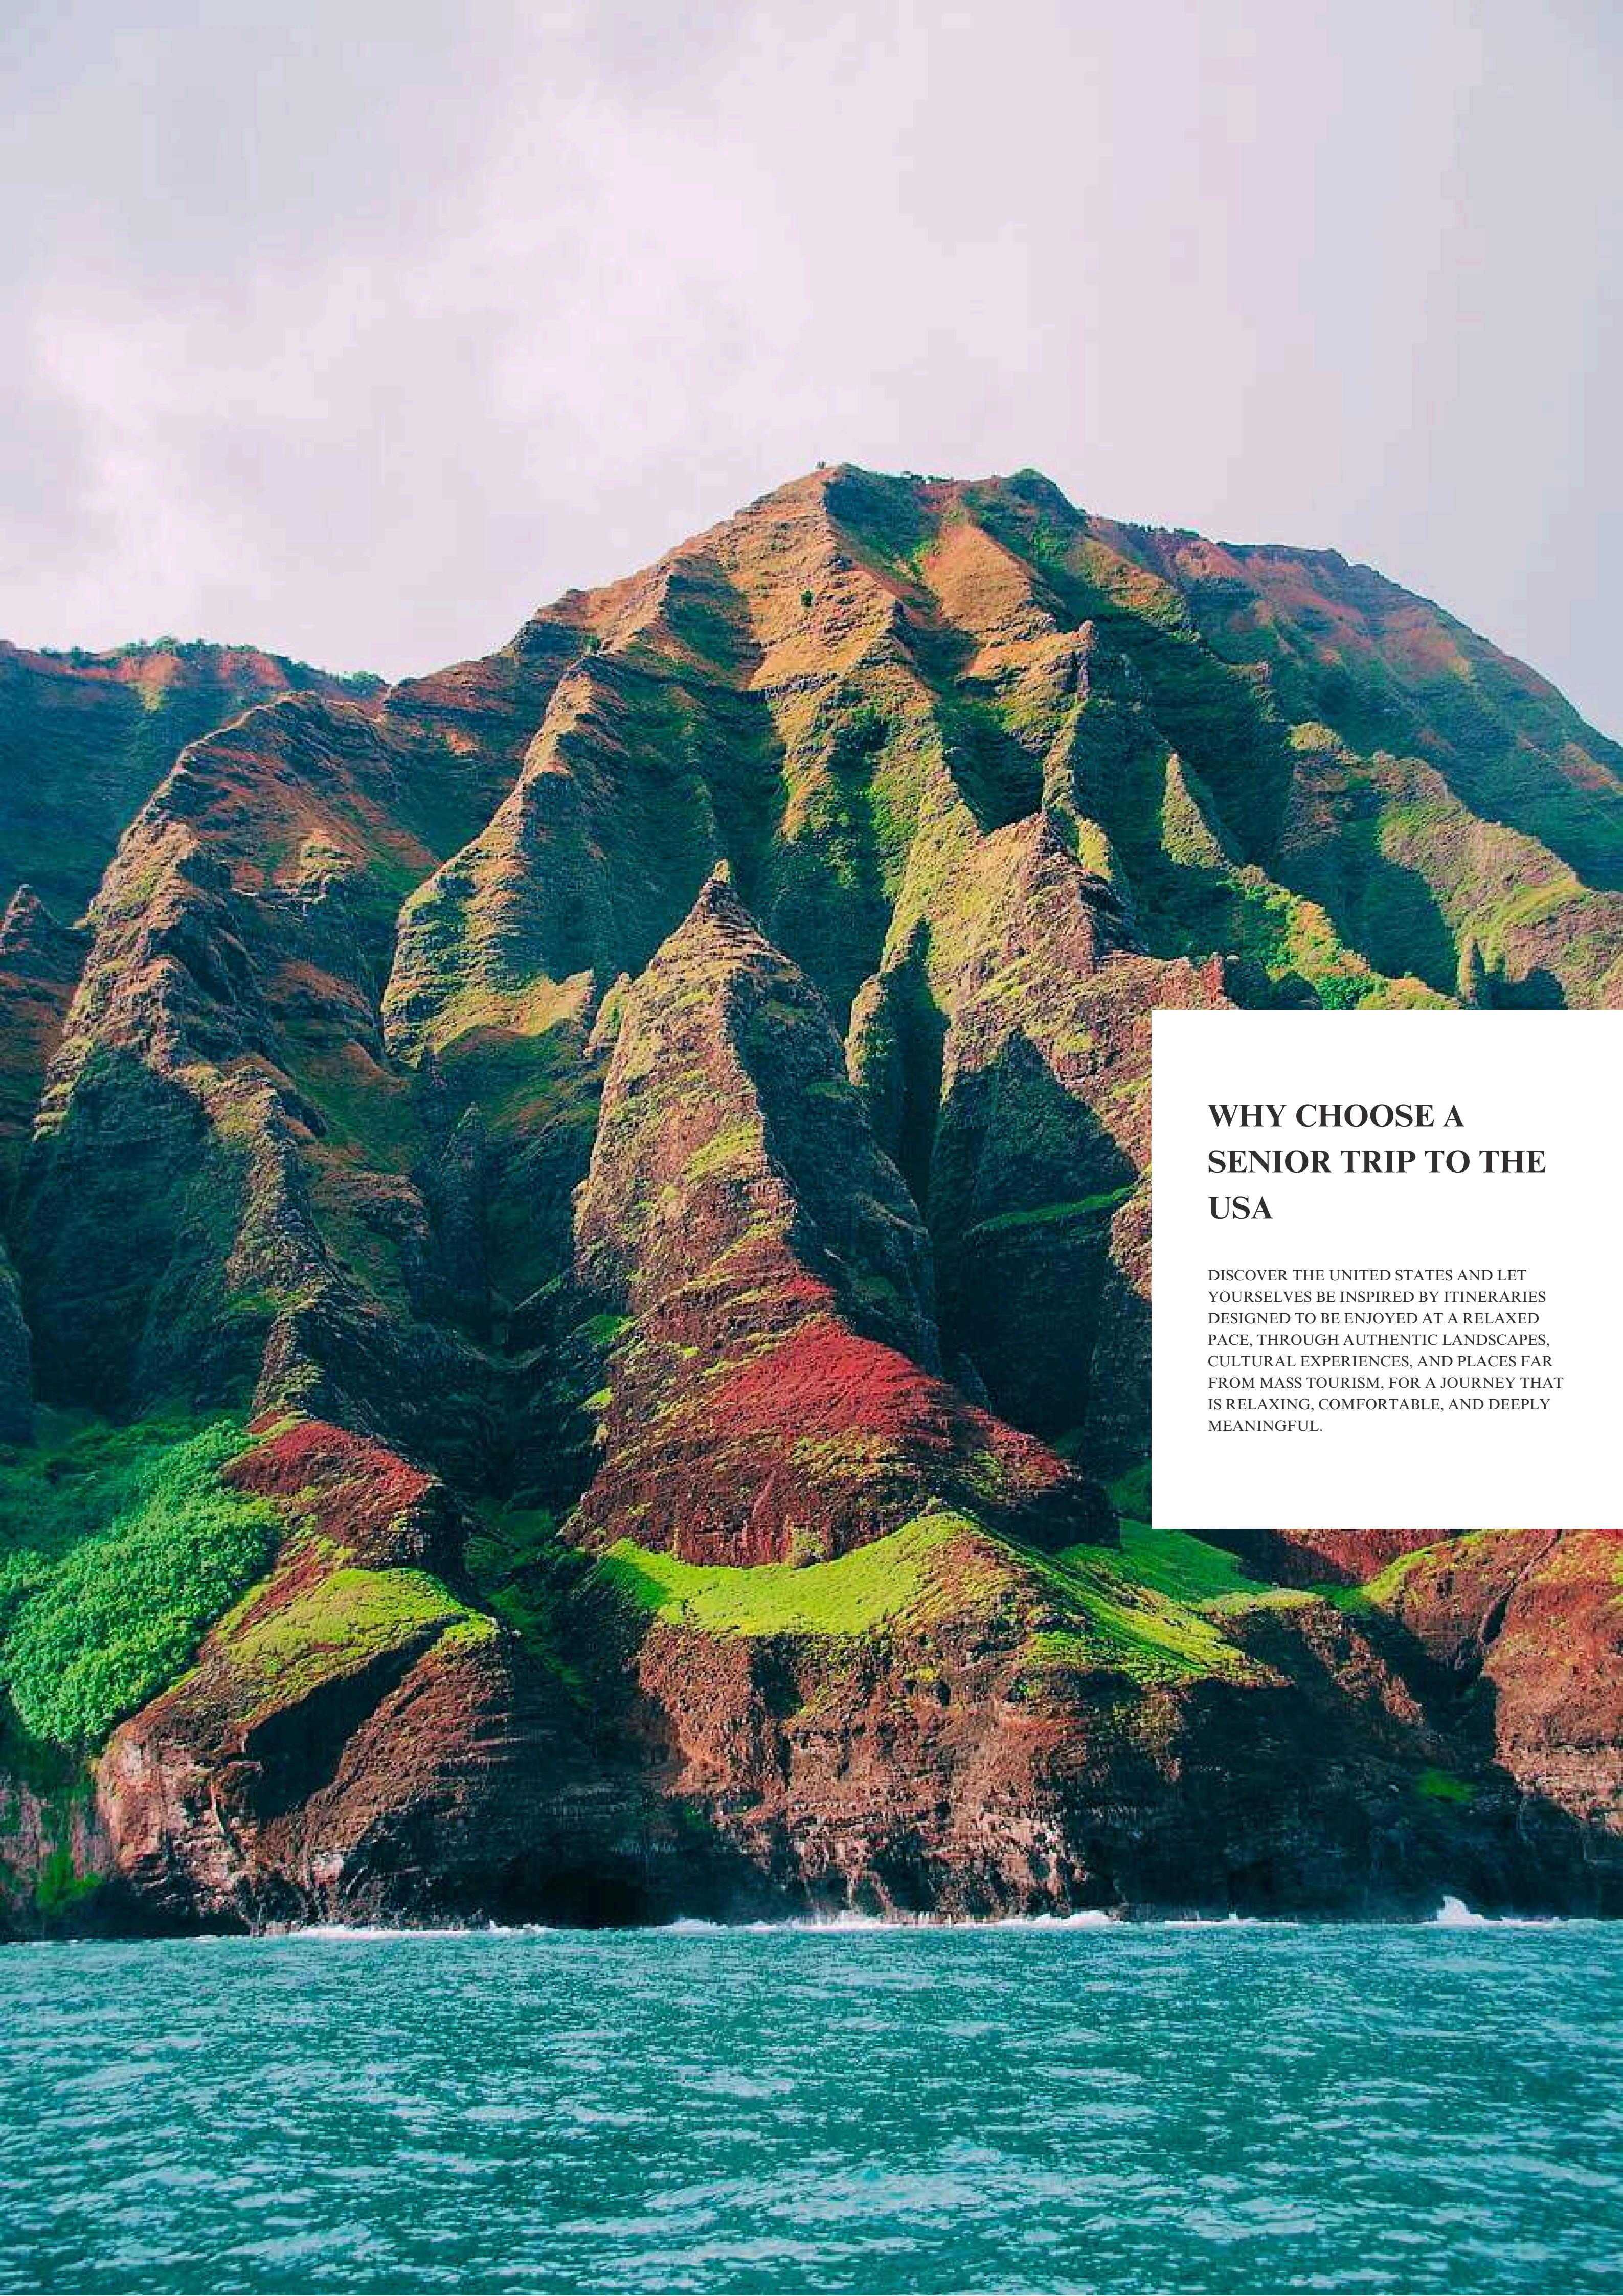 WHY CHOOSE A
SENIOR TRIP TO THE
USA
DISCOVER THE UNITED STATES AND LET
YOURSELVES BE INSPIRED BY ITINERARIES
DESIGNED TO BE ENJOYED AT A RELAXED
PACE, THROUGH AUTHENTIC LANDSCAPES,
CULTURAL EXPERIENCES, AND PLACES FAR
FROM MASS TOURISM, FOR A JOURNEY THAT
IS RELAXING, COMFORTABLE, AND DEEPLY
MEANINGFUL.